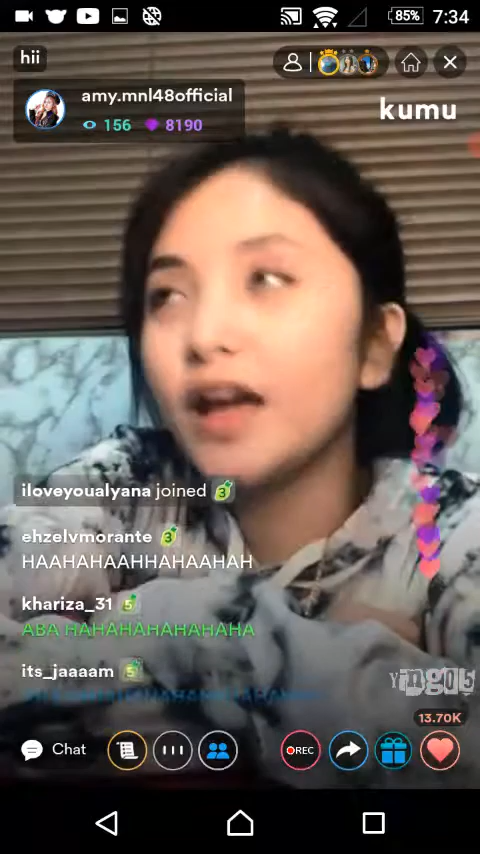 85% 7:34
hii
amy.mnl48official
156 8190
kumu
iloveyoualyana joined 3
ehzelvmorante 3
HAAHAHAAHHAHAAHAH
khariza_31 5
ABA HAHAHAHAHAHAHA
its_jaaaam 5
Ying05
13.70K
Chat
REC